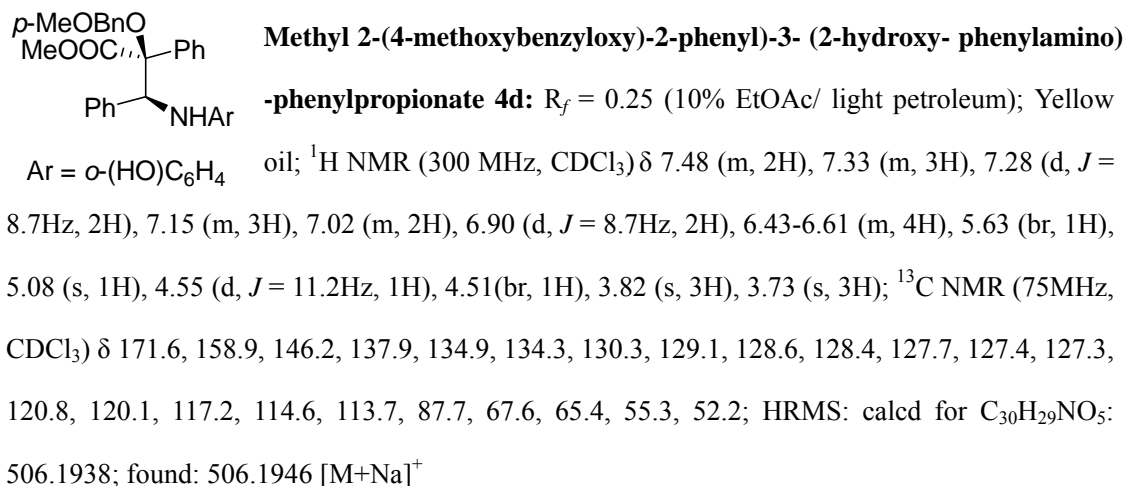 p-MeOBnO
MeOOC Ph
Ph NHAr
Ar = o-(HO)C₆H₄
Methyl 2-(4-methoxybenzyloxy)-2-phenyl)-3- (2-hydroxy- phenylamino)
-phenylpropionate 4d: R_f = 0.25 (10% EtOAc/ light petroleum); Yellow
oil; ¹H NMR (300 MHz, CDCl₃) δ 7.48 (m, 2H), 7.33 (m, 3H), 7.28 (d, J =
8.7Hz, 2H), 7.15 (m, 3H), 7.02 (m, 2H), 6.90 (d, J = 8.7Hz, 2H), 6.43-6.61 (m, 4H), 5.63 (br, 1H),
5.08 (s, 1H), 4.55 (d, J = 11.2Hz, 1H), 4.51(br, 1H), 3.82 (s, 3H), 3.73 (s, 3H); ¹³C NMR (75MHz,
CDCl₃) δ 171.6, 158.9, 146.2, 137.9, 134.9, 134.3, 130.3, 129.1, 128.6, 128.4, 127.7, 127.4, 127.3,
120.8, 120.1, 117.2, 114.6, 113.7, 87.7, 67.6, 65.4, 55.3, 52.2; HRMS: calcd for C₃₀H₂₉NO₅:
506.1938; found: 506.1946 [M+Na]⁺